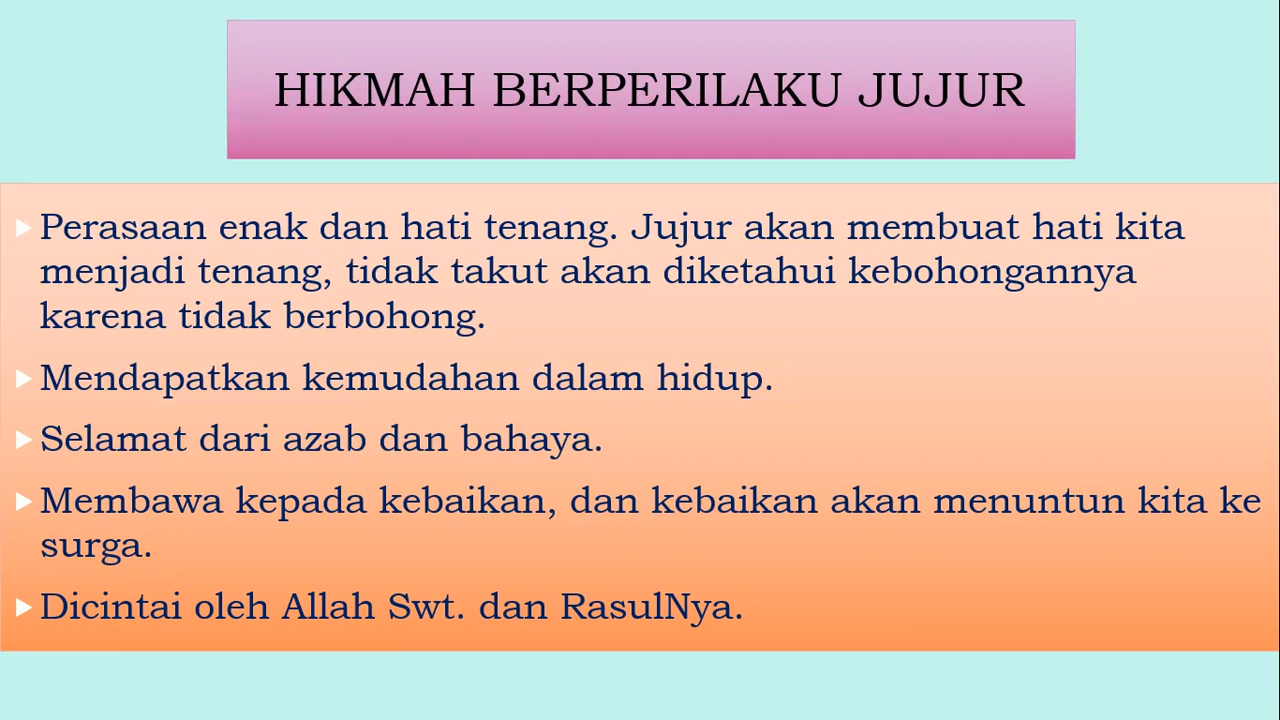 HIKMAH BERPERILAKU JUJUR
Perasaan enak dan hati tenang. Jujur akan membuat hati kita
menjadi tenang, tidak takut akan diketahui kebohongannya
karena tidak berbohong.
Mendapatkan kemudahan dalam hidup.
Selamat dari azab dan bahaya.
Membawa kepada kebaikan, dan kebaikan akan menuntun kita ke
surga.
Dicintai oleh Allah Swt. dan RasulNya.